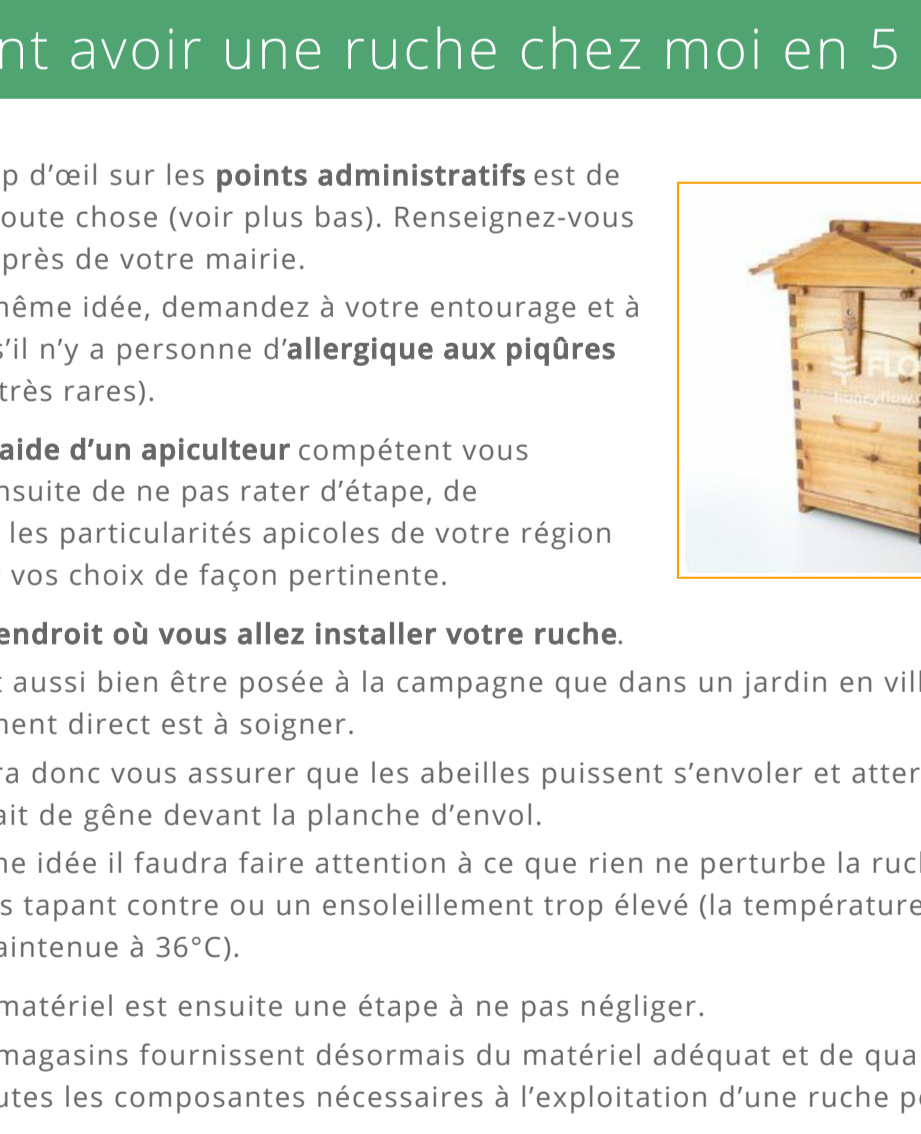 nt avoir une ruche chez moi en 5
p d’œil sur les points administratifs est de
oute chose (voir plus bas). Renseignez-vous
près de votre mairie.
même idée, demandez à votre entourage et à
s’il n’y a personne d’allergique aux piqûres
très rares).
aide d’un apiculteur compétent vous
nsuite de ne pas rater d’étape, de
les particularités apicoles de votre région
vos choix de façon pertinente.
endroit où vous allez installer votre ruche.
t aussi bien être posée à la campagne que dans un jardin en vill
ment direct est à soigner.
ra donc vous assurer que les abeilles puissent s’envoler et atter
ait de gêne devant la planche d’envol.
ne idée il faudra faire attention à ce que rien ne perturbe la ruch
s tapant contre ou un ensoleillement trop élevé (la température
aintenue à 36°C).
matériel est ensuite une étape à ne pas négliger.
magasins fournissent désormais du matériel adéquat et de qua
utes les composantes nécessaires à l’exploitation d’une ruche p
FLO
honeyflow.